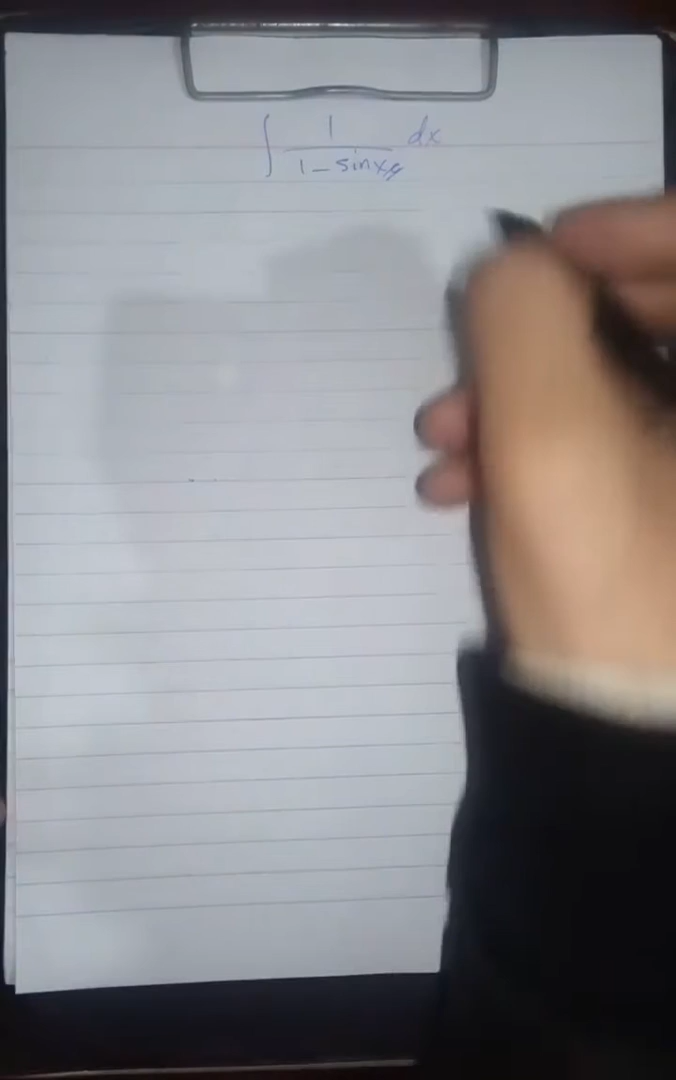 ∫ 1/(1 - sinx) dx